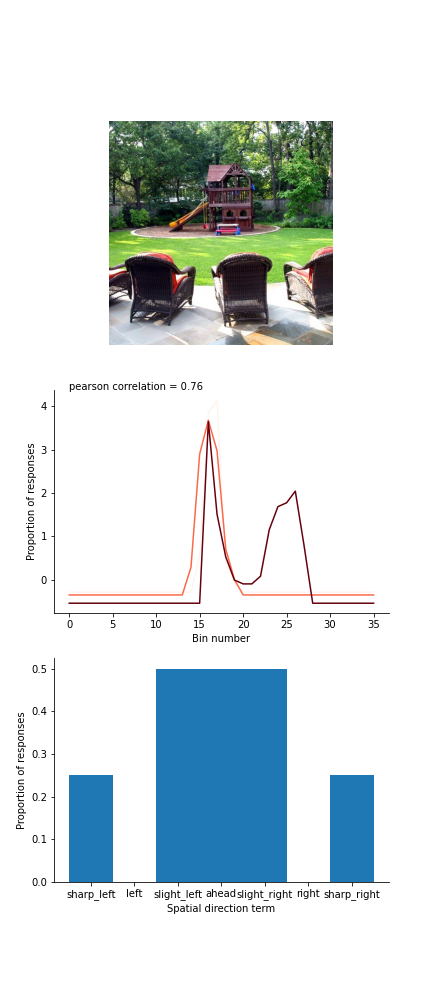 pearson correlation = 0.76
Proportion of responses
4
3
2
1
0
0 5 10 15 20 25 30 35
Bin number
Proportion of responses
0.5
0.4
0.3
0.2
0.1
0.0
sharp_left left slight_left ahead slight_right right sharp_right
Spatial direction term